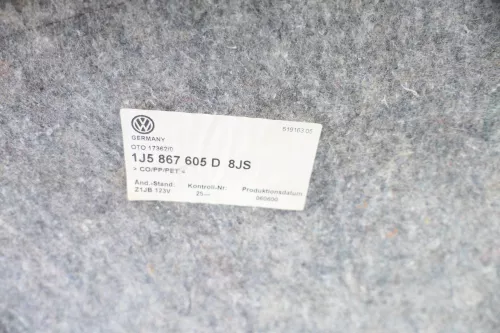 GERMANY
OTO 17362/0
1J5 867 605 D 8JS
> CO/PP/PET <
Änd.-Stand. Kontroll-Nr. Produktionsdatum
21JB 123V 25-- 060600